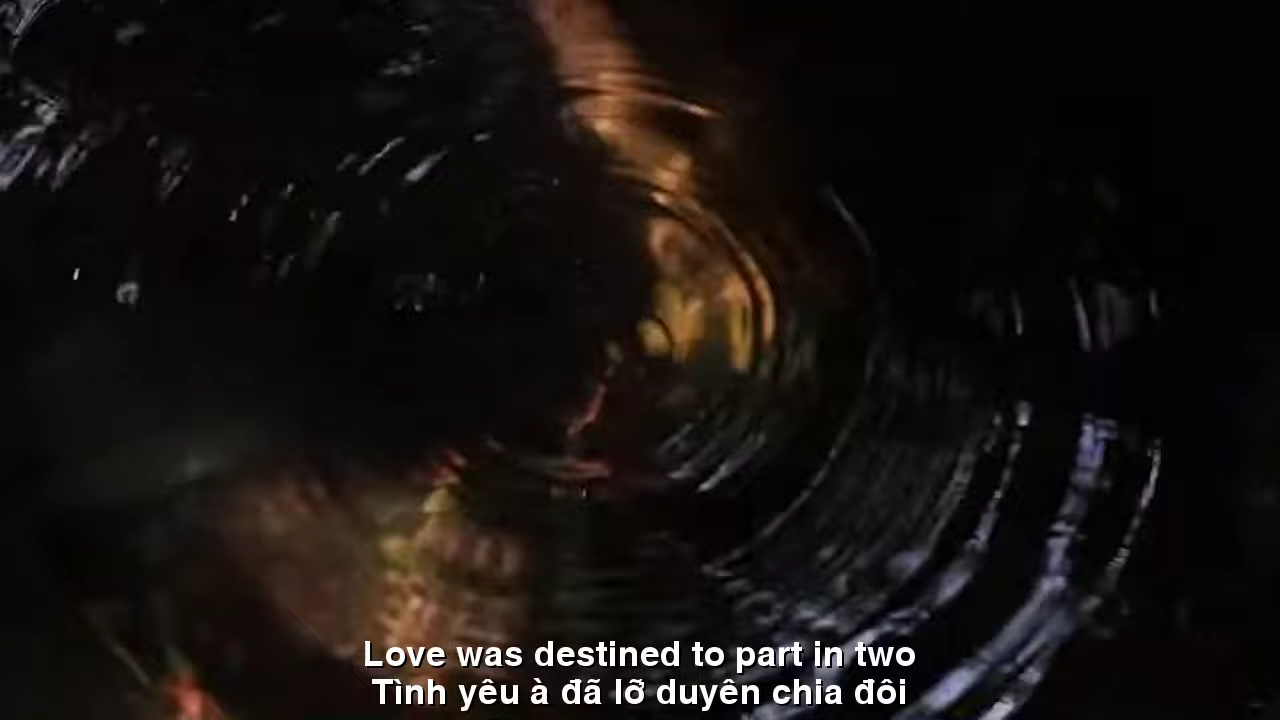 Love was destined to part in two
Tình yêu à đã lỡ duyên chia đôi